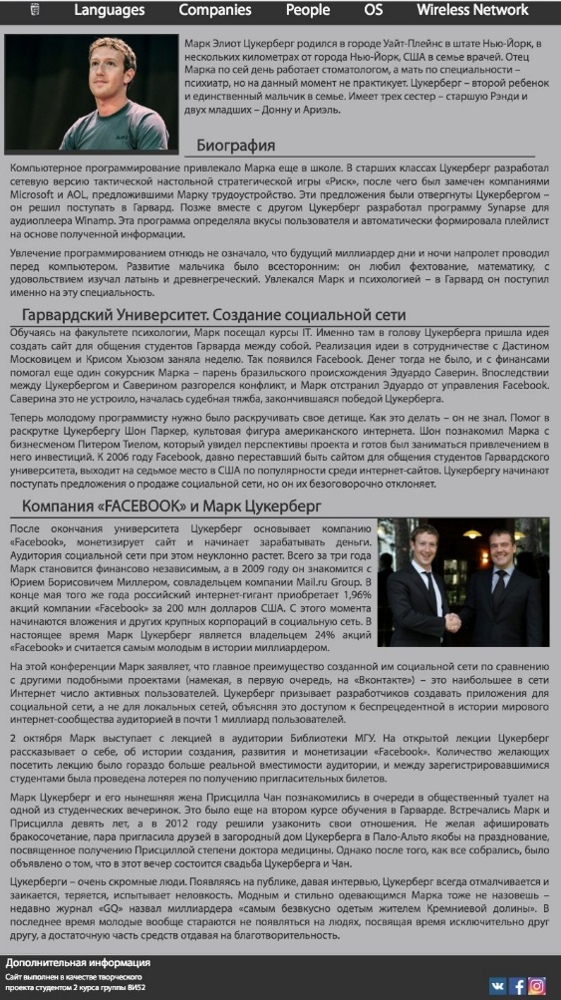 Languages Companies People OS Wireless Network
Марк Элиот Цукерберг родился в городе Уайт-Плейнс в штате Нью-Йорк, в
нескольких километрах от города Нью-Йорк, США в семье врачей. Отец
Марка по сей день работает стоматологом, а мать по специальности –
психиатр, но на данный момент не практикует. Цукерберг – второй ребенок
и единственный мальчик в семье. Имеет трех сестер – старшую Рэнди и
двух младших – Донну и Ариэль.
Биография
Компьютерное программирование привлекало Марка еще в школе. В старших классах Цукерберг разработал
сетевую версию тактической настольной стратегической игры «Риск», после чего был замечен компаниями
Microsoft и AOL, предложившими Марку трудоустройство. Эти предложения были отвергнуты Цукербергом –
он решил поступать в Гарвард. Позже вместе с другом Цукерберг разработал программу Synapse для
аудиоплеера Winamp. Эта программа определяла вкусы пользователя и автоматически формировала плейлист
на основе полученной информации.
Увлечение программированием отнюдь не означало, что будущий миллиардер дни и ночи напролет проводил
перед компьютером. Развитие мальчика было всесторонним: он любил фехтование, математику, с
удовольствием изучал латынь и древнегреческий. Увлекался Марк и психологией – в Гарвард он поступил
именно на эту специальность.
Гарвардский Университет. Создание социальной сети
Обучаясь на факультете психологии, Марк посещал курсы IT. Именно там в голову Цукерберга пришла идея
создать сайт для общения студентов Гарварда между собой. Реализация идеи в сотрудничестве с Дастином
Московицем и Крисом Хьюзом заняла неделю. Так появился Facebook. Денег тогда не было, и с финансами
помогал еще один сокурсник Марка – парень бразильского происхождения Эдуардо Саверин. Впоследствии
между Цукербергом и Саверином разгорелся конфликт, и Марк отстранил Эдуардо от управления Facebook.
Саверина это не устроило, началась судебная тяжба, закончившаяся победой Цукерберга.
Теперь молодому программисту нужно было раскручивать свое детище. Как это делать – он не знал. Помог в
раскрутке Цукербергу Шон Паркер, культовая фигура американского интернета. Шон познакомил Марка с
бизнесменом Питером Тиелом, который увидел перспективы проекта и готов был заниматься привлечением в
него инвестиций. К 2006 году Facebook, давно переставший быть сайтом для общения студентов Гарвардского
университета, выходит на седьмое место в США по популярности среди интернет-сайтов. Цукербергу начинают
поступать предложения о продаже социальной сети, но он их безоговорочно отклоняет.
Компания «FACEBOOK» и Марк Цукерберг
После окончания университета Цукерберг основывает компанию
«Facebook», монетизирует сайт и начинает зарабатывать деньги.
Аудитория социальной сети при этом неуклонно растет. Всего за три года
Марк становится финансово независимым, а в 2009 году он знакомится с
Юрием Борисовичем Миллером, совладельцем компании Mail.ru Group. В
конце мая того же года российский интернет-гигант приобретает 1,96%
акций компании «Facebook» за 200 млн долларов США. С этого момента
начинаются вложения и других крупных корпораций в социальную сеть. В
настоящее время Марк Цукерберг является владельцем 24% акций
«Facebook» и считается самым молодым в истории миллиардером.
На этой конференции Марк заявляет, что главное преимущество созданной им социальной сети по сравнению
с другими подобными проектами (намекая, в первую очередь, на «Вконтакте») – это наибольшее в сети
Интернет число активных пользователей. Цукерберг призывает разработчиков создавать приложения для
социальной сети, а не для локальных сетей, объясняя это доступом к беспрецедентной в истории мирового
интернет-сообщества аудиторией в почти 1 миллиард пользователей.
2 октября Марк выступает с лекцией в аудитории Библиотеки МГУ. На открытой лекции Цукерберг
рассказывает о себе, об истории создания, развития и монетизации «Facebook». Количество желающих
посетить лекцию было гораздо больше реальной вместимости аудитории, и между зарегистрировавшимися
студентами была проведена лотерея по получению пригласительных билетов.
Марк Цукерберг и его нынешняя жена Присцилла Чан познакомились в очереди в общественный туалет на
одной из студенческих вечеринок. Это было еще на втором курсе обучения в Гарварде. Встречались Марк и
Присцилла девять лет, а в 2012 году решили узаконить свои отношения. Не желая афишировать
бракосочетание, пара пригласила друзей в загородный дом Цукерберга в Пало-Альто якобы на празднование,
посвященное получению Присциллой степени доктора медицины. Однако после того, как все собрались, было
объявлено о том, что в этот вечер состоится свадьба Цукерберга и Чан.
Цукерберги – очень скромные люди. Появляясь на публике, давая интервью, Цукерберг всегда отмалчивается и
заикается, теряется, испытывает неловкость. Модным и стильно одевающимся Марка тоже не назовешь –
недавно журнал «GQ» назвал миллиардера «самым безвкусно одетым жителем Кремниевой долины». В
последнее время молодые вообще стараются не появляться на людях, посвящая время исключительно друг
другу, а достаточную часть средств отдавая на благотворительность.
Дополнительная информация
Сайт выполнен в качестве творческого
проекта студентом 2 курса группы ВИ52